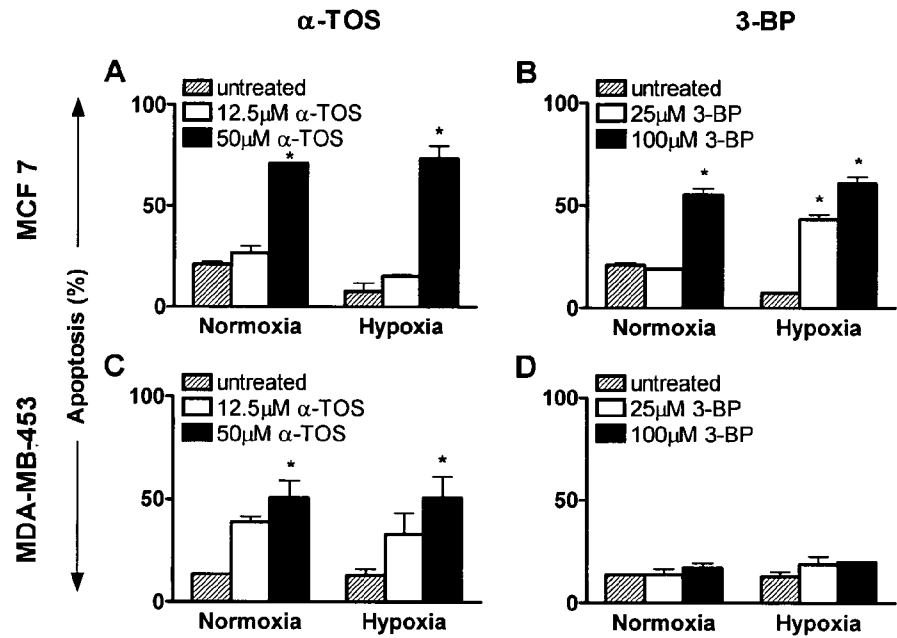 α-TOS
3-BP
MCF 7
MDA-MB-453
Apoptosis (%)
A
untreated
12.5μM α-TOS
50μM α-TOS
100
50
0
* *
Normoxia Hypoxia
B
untreated
25μM 3-BP
100μM 3-BP
100
50
0
* * *
Normoxia Hypoxia
C
untreated
12.5μM α-TOS
50μM α-TOS
100
50
0
* *
Normoxia Hypoxia
D
untreated
25μM 3-BP
100μM 3-BP
100
50
0
Normoxia Hypoxia